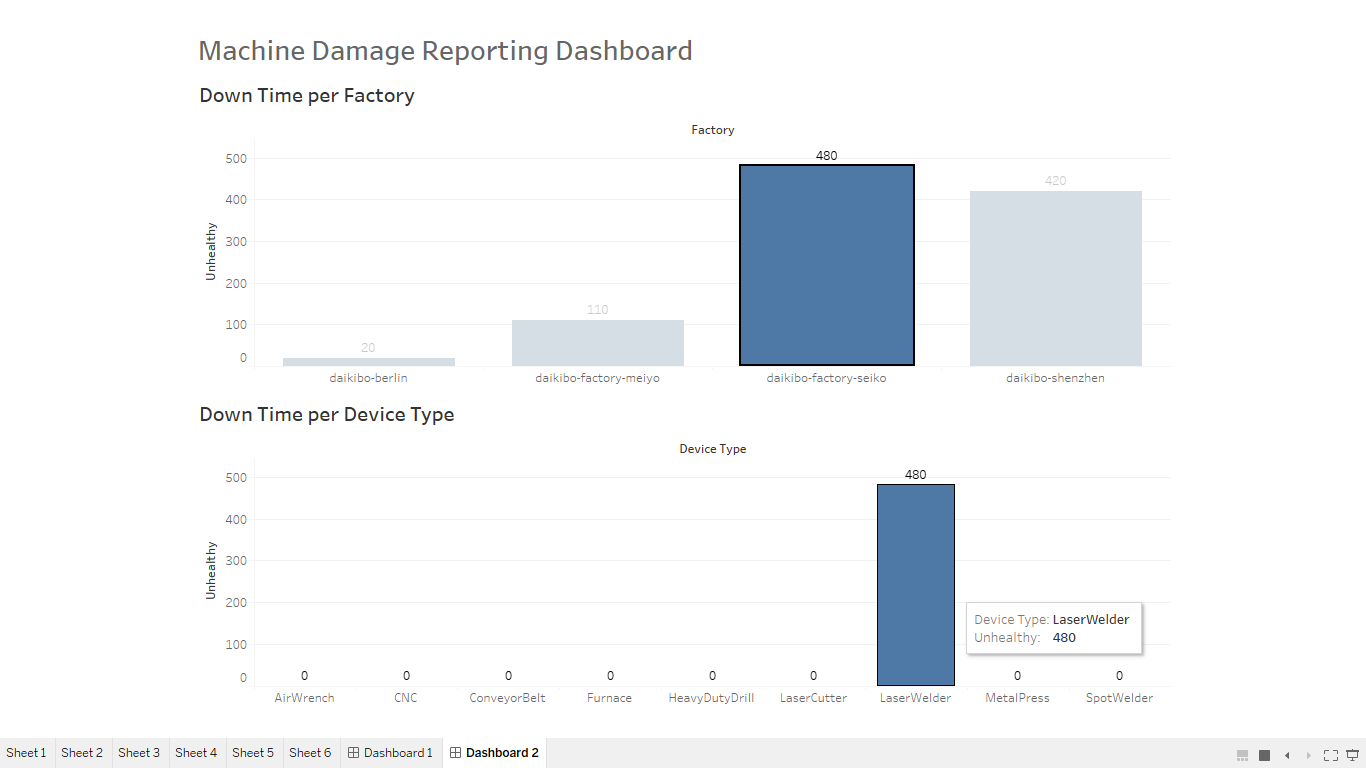 Machine Damage Reporting Dashboard
Down Time per Factory
Factory
500
400
300
200
100
0
Unhealthy
20
110
480
420
daikibo-berlin
daikibo-factory-meiyo
daikibo-factory-seiko
daikibo-shenzhen
Down Time per Device Type
Device Type
500
400
300
200
100
0
Unhealthy
0
0
0
0
0
0
480
0
0
Device Type: LaserWelder
Unhealthy: 480
AirWrench
CNC
ConveyorBelt
Furnace
HeavyDutyDrill
LaserCutter
LaserWelder
MetalPress
SpotWelder
Sheet 1
Sheet 2
Sheet 3
Sheet 4
Sheet 5
Sheet 6
Dashboard 1
Dashboard 2